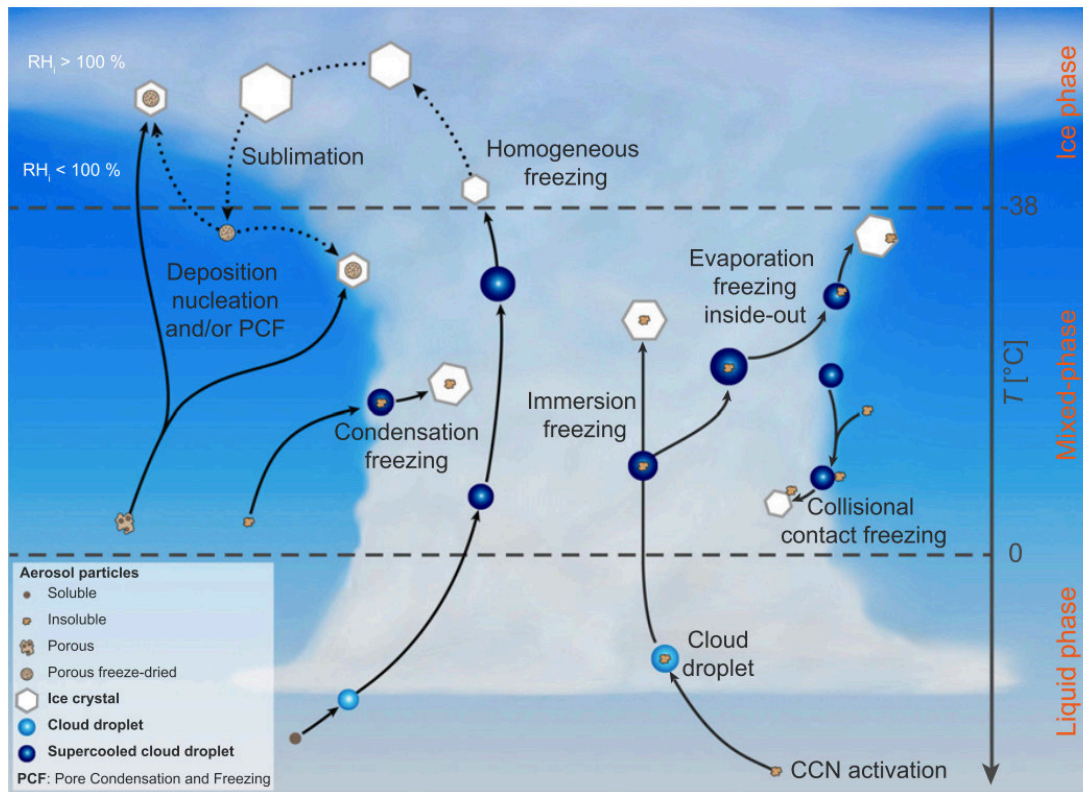 RHi > 100 %
RHi < 100 %
Sublimation
Homogeneous
freezing
Deposition
nucleation
and/or PCF
Condensation
freezing
Immersion
freezing
Evaporation
freezing
inside-out
Collisional
contact freezing
Cloud
droplet
CCN activation
-38
0
T [°C]
Ice phase
Mixed-phase
Liquid phase
Aerosol particles
Soluble
Insoluble
Porous
Porous freeze-dried
Ice crystal
Cloud droplet
Supercooled cloud droplet
PCF: Pore Condensation and Freezing